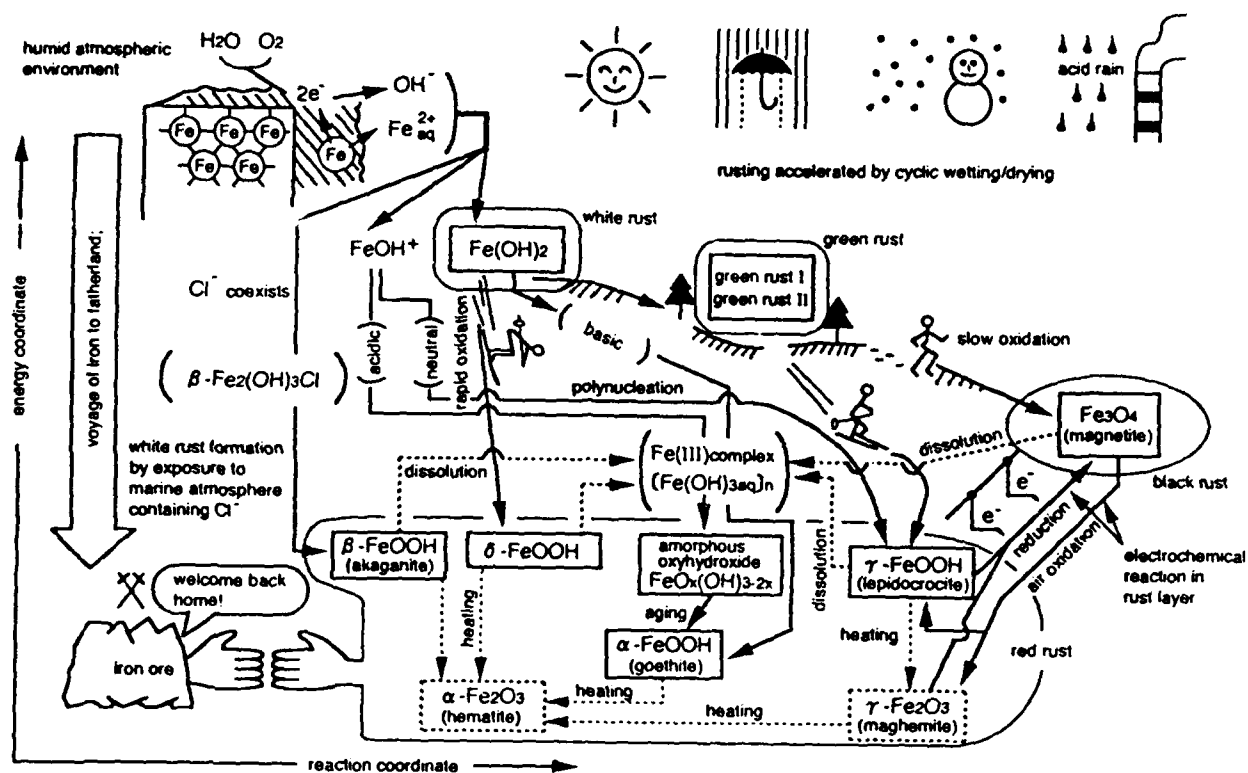 humid atmospheric
environment
H2O O2
2e⁻
OH⁻
Fe²⁺aq
Fe Fe Fe
Fe
Fe Fe
acid rain
rusting accelerated by cyclic wetting/drying
energy coordinate
voyage of iron to fatherland;
white rust
Fe(OH)2
FeOH⁺
green rust
green rust I
green rust II
Cl⁻ coexists
(acidic)
(neutral)
rapid oxidation
(basic)
slow oxidation
(β-Fe2(OH)3Cl)
polynucleation
Fe3O4
(magnetite)
black rust
white rust formation
by exposure to
marine atmosphere
containing Cl⁻
dissolution
(Fe(III)complex
[Fe(OH)3aq]n)
dissolution
e⁻
e⁻
β-FeOOH
(akaganite)
δ-FeOOH
amorphous
oxyhydroxide
FeOx(OH)3-2x
dissolution
γ-FeOOH
(lepidocrocite)
reduction
air oxidation
electrochemical
reaction in
rust layer
welcome back
home!
iron ore
heating
aging
α-FeOOH
(goethite)
heating
red rust
α-Fe2O3
(hematite)
heating
heating
γ-Fe2O3
(maghemite)
reaction coordinate